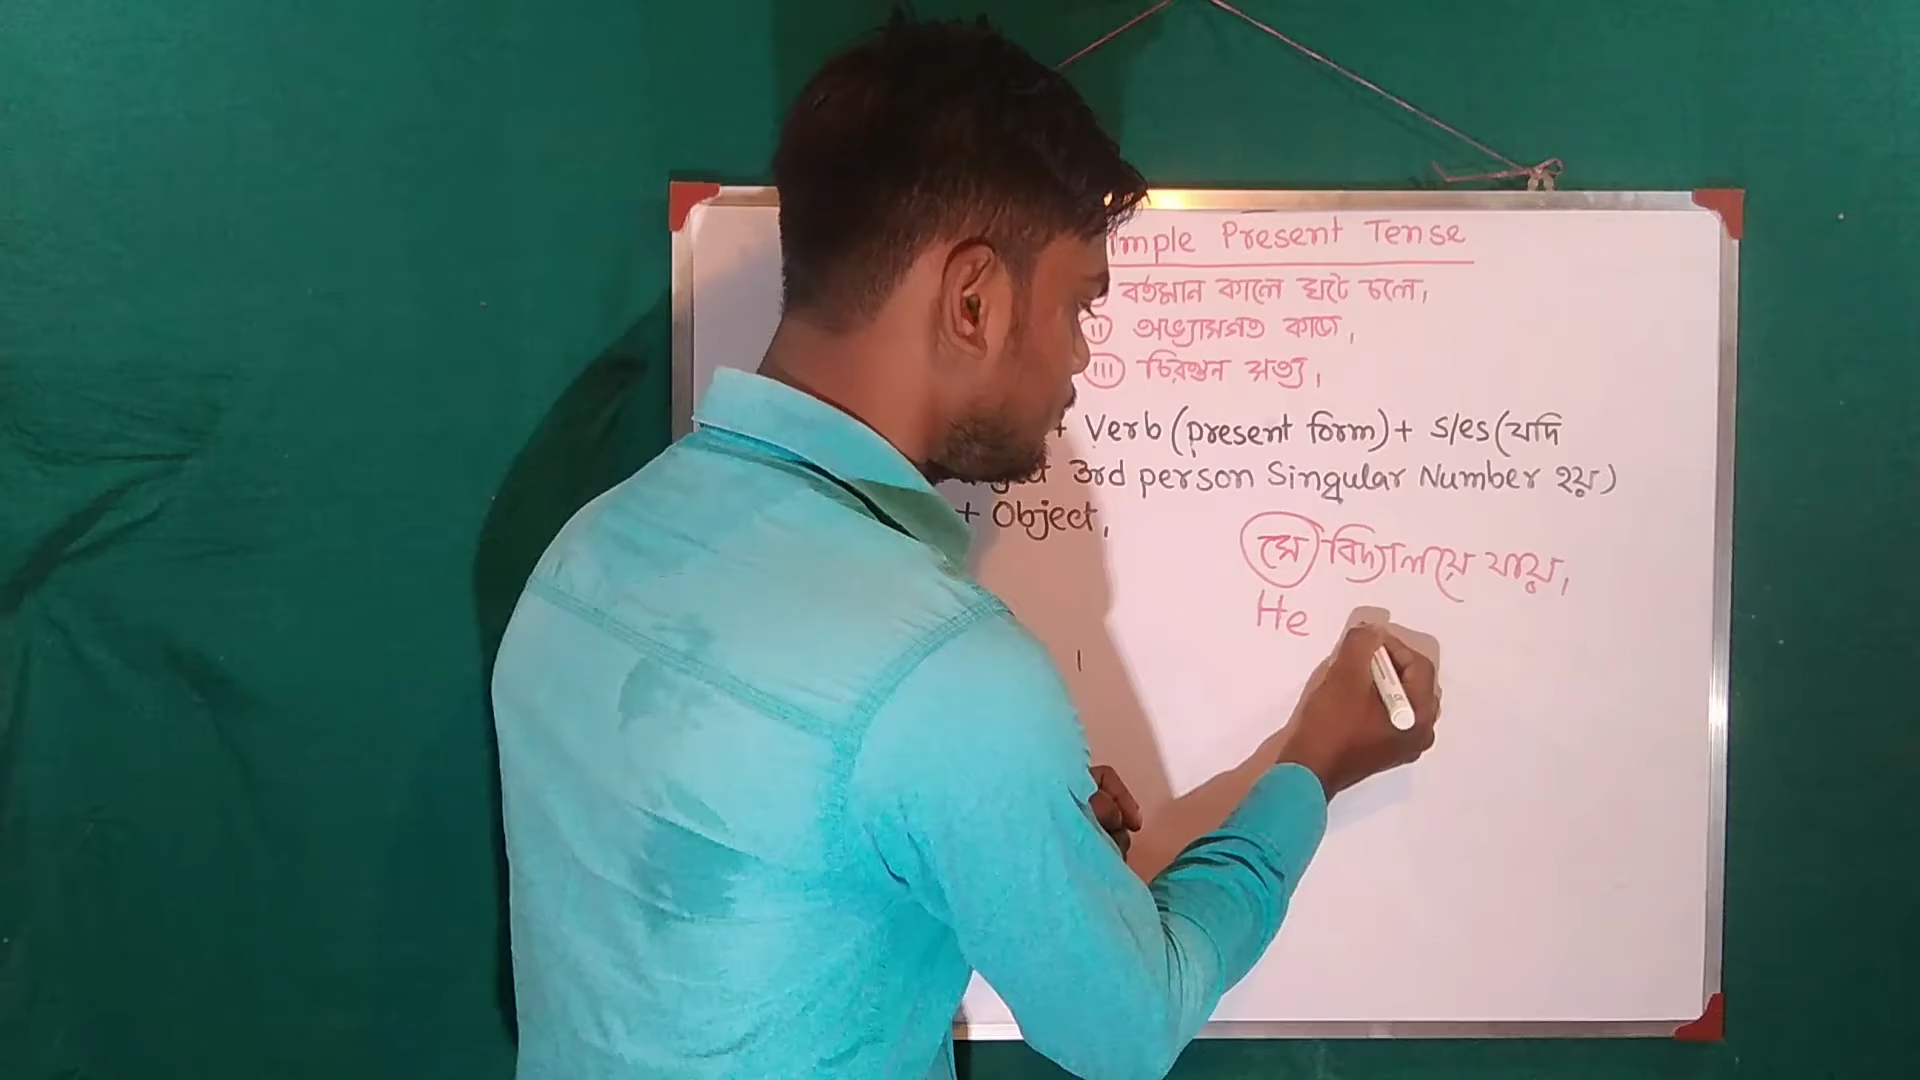 imple Present Tense
বর্তমান কালে ঘটে চলে,
(ii) অভ্যাসগত কাজ,
(iii) চিরন্তন সত্য,
+ Verb (present form) + s/es (যদি
3rd person Singular Number হয়)
+ Object,
সে বিদ্যালয়ে যায়,
He